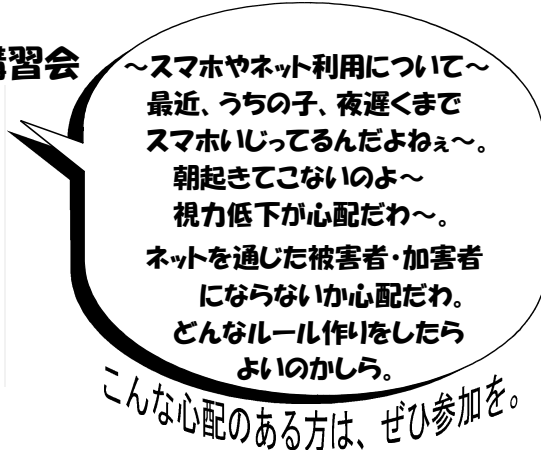 習会
～スマホやネット利用について～
最近、うちの子、夜遅くまで
スマホいじってるんだよねぇ～。
朝起きてこないのよ～
視力低下が心配だわ～。
ネットを通じた被害者・加害者
にならないか心配だわ。
どんなルール作りをしたら
よいのかしら。
こんな心配のある方は、ぜひ参加を。